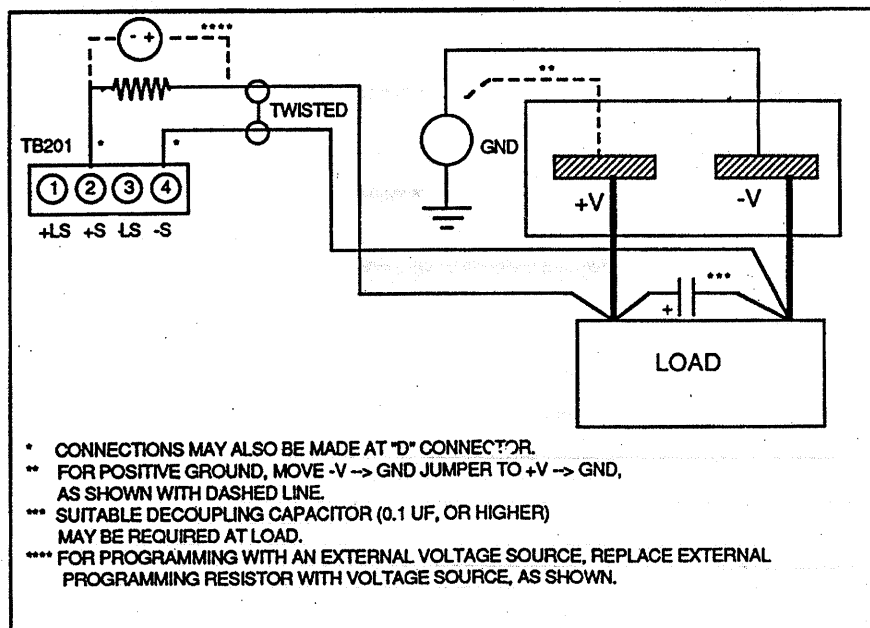 - + ****
**
TWISTED
TB201 * *
GND
1 2 3 4
+V -V
+LS +S -LS -S
***
+
LOAD
* CONNECTIONS MAY ALSO BE MADE AT "D" CONNECTOR.
** FOR POSITIVE GROUND, MOVE -V --> GND JUMPER TO +V --> GND,
AS SHOWN WITH DASHED LINE.
*** SUITABLE DECOUPLING CAPACITOR (0.1 UF, OR HIGHER)
MAY BE REQUIRED AT LOAD.
**** FOR PROGRAMMING WITH AN EXTERNAL VOLTAGE SOURCE, REPLACE EXTERNAL
PROGRAMMING RESISTOR WITH VOLTAGE SOURCE, AS SHOWN.